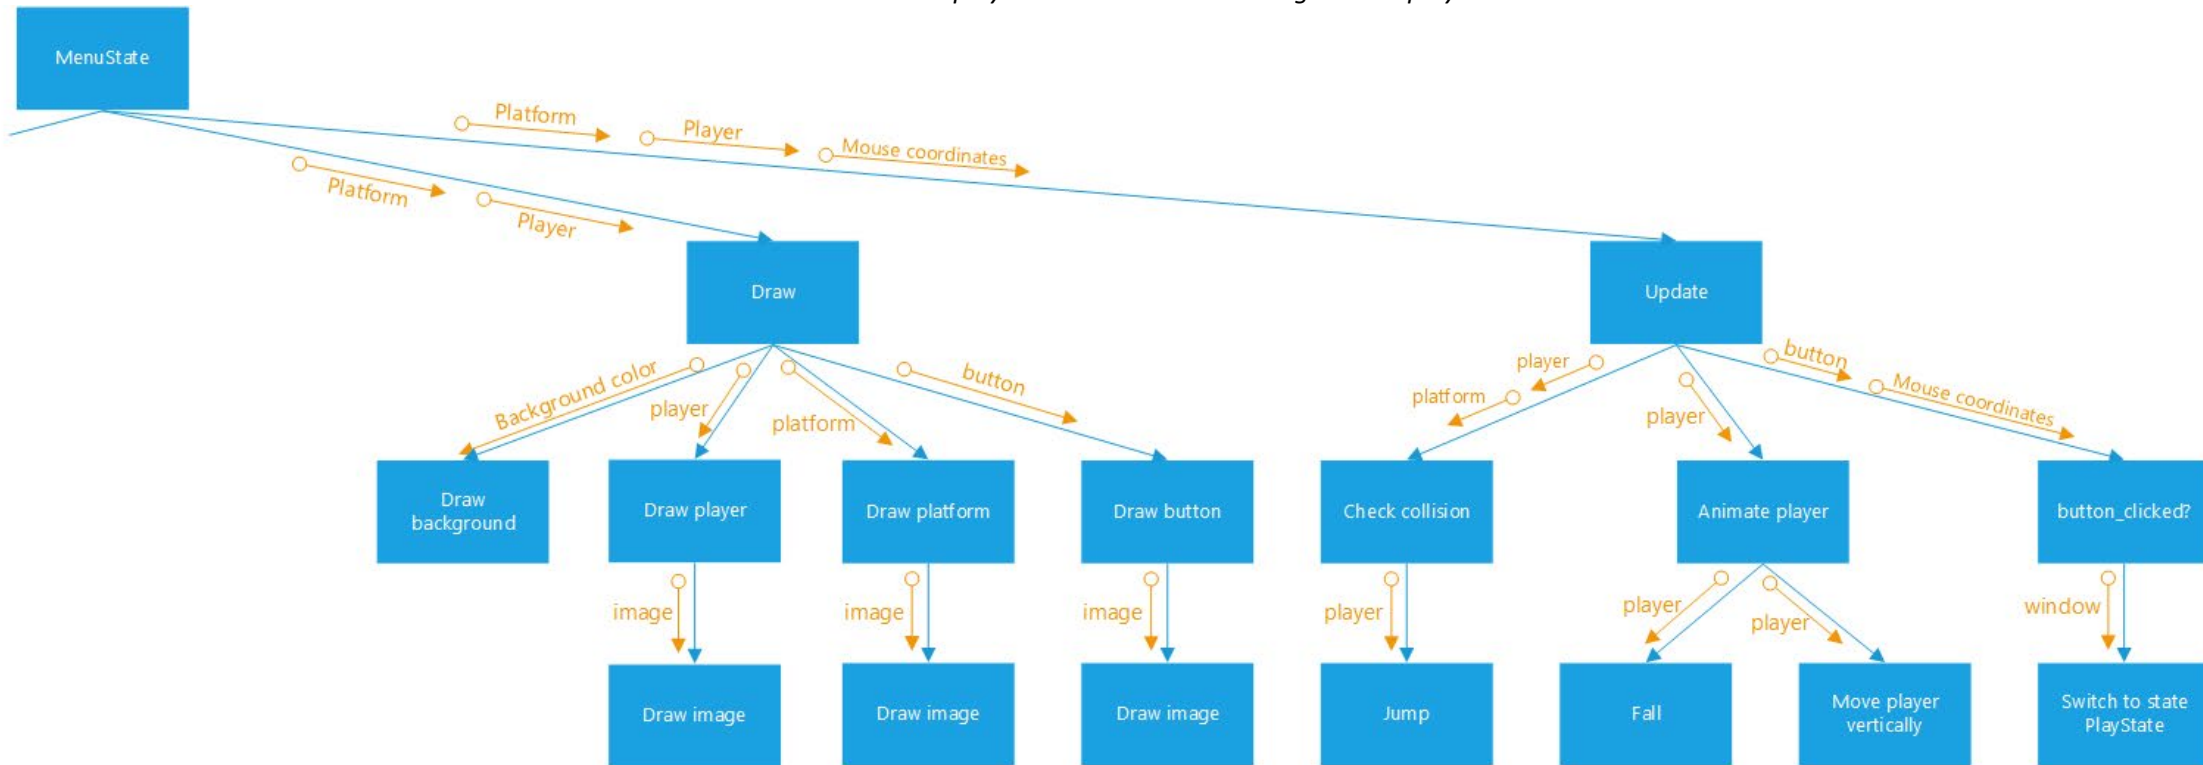 MenuState
Platform
Player
Mouse coordinates
Platform
Player
Draw
Update
Background color
player
platform
button
player
platform
player
button
Mouse coordinates
Draw
background
Draw player
Draw platform
Draw button
Check collision
Animate player
button_clicked?
image
image
image
player
player
player
window
Draw image
Draw image
Draw image
Jump
Fall
Move player
vertically
Switch to state
PlayState